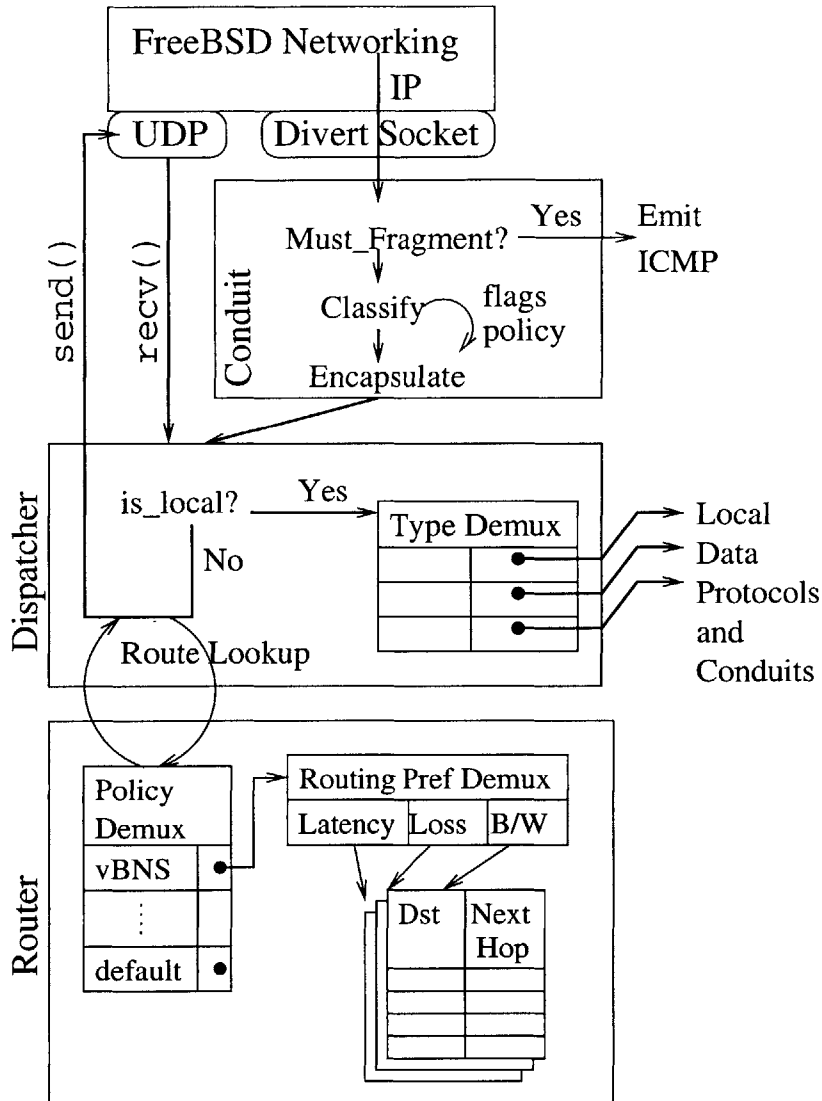 FreeBSD Networking
IP
UDP
Divert Socket
send()
recv()
Conduit
Must_Fragment?
Yes
Emit
ICMP
Classify
flags
policy
Encapsulate
Dispatcher
is_local?
Yes
No
Type Demux
Local
Data
Protocols
and
Conduits
Route Lookup
Router
Policy
Demux
vBNS
default
Routing Pref Demux
Latency
Loss
B/W
Dst
Next
Hop